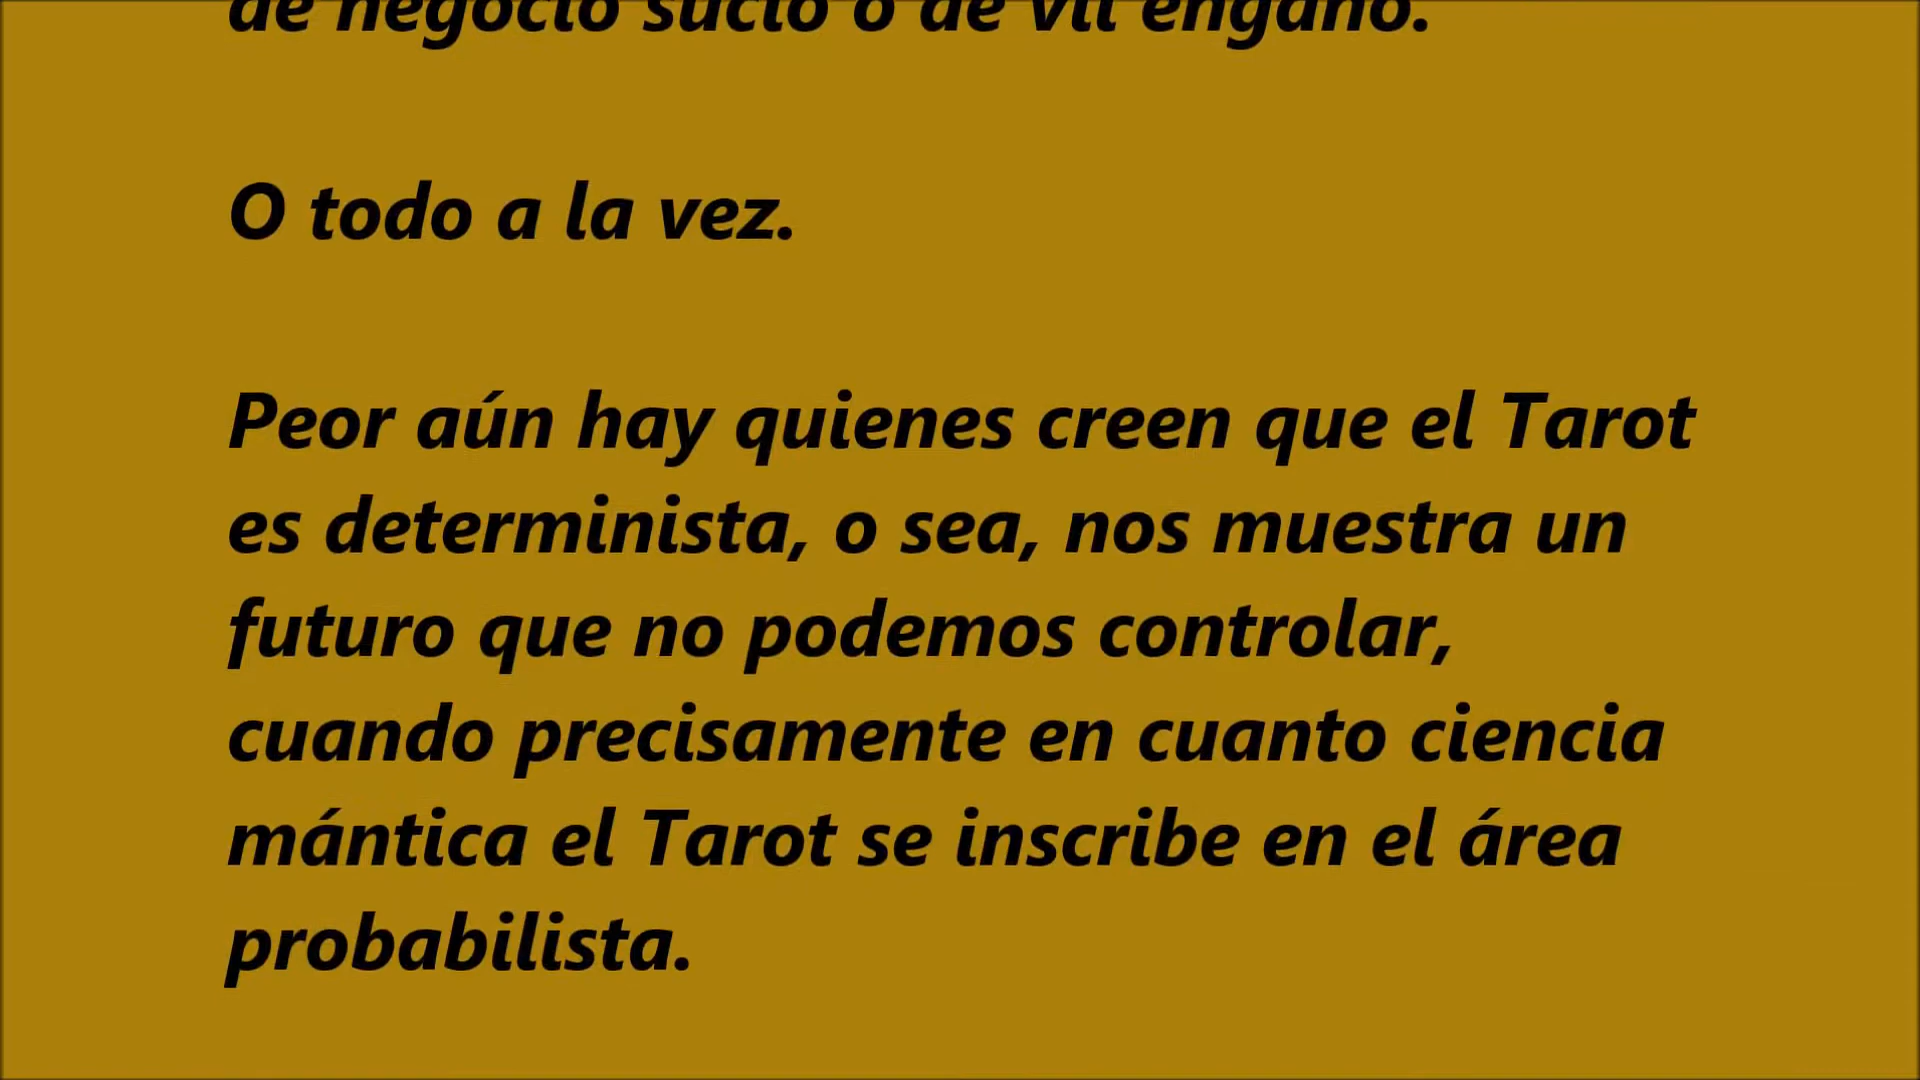 de negocio sucio o de vil engaño.
O todo a la vez.
Peor aún hay quienes creen que el Tarot
es determinista, o sea, nos muestra un
futuro que no podemos controlar,
cuando precisamente en cuanto ciencia
mántica el Tarot se inscribe en el área
probabilista.